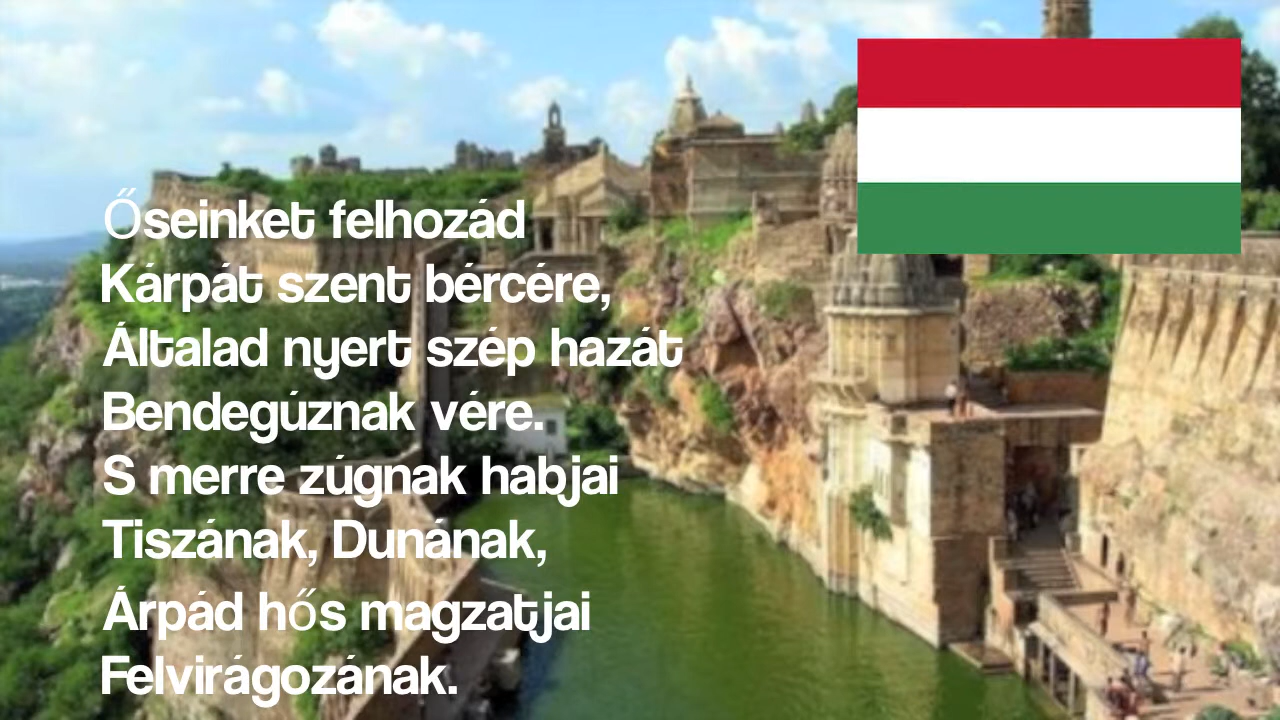 Őseinket felhozád
Kárpát szent bércére,
Általad nyert szép hazát
Bendegúznak vére.
S merre zúgnak habjai
Tiszának, Dunának,
Árpád hős magzatjai
Felvirágozának.